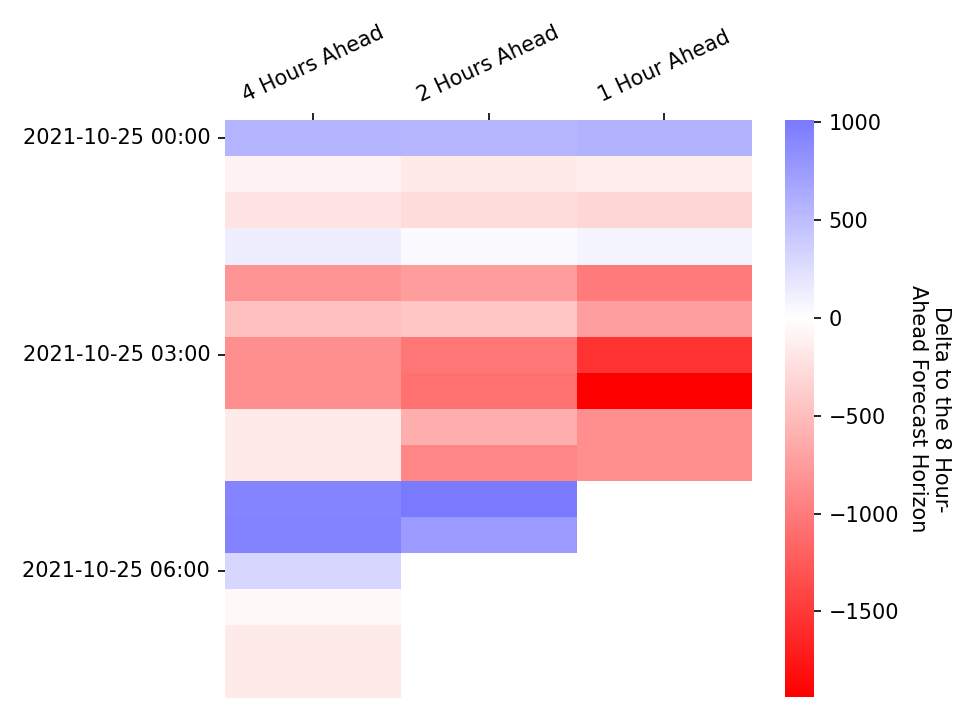 4 Hours Ahead
2 Hours Ahead
1 Hour Ahead
2021-10-25 00:00
2021-10-25 03:00
2021-10-25 06:00
1000
500
0
−500
−1000
−1500
Delta to the 8 Hour-
Ahead Forecast Horizon